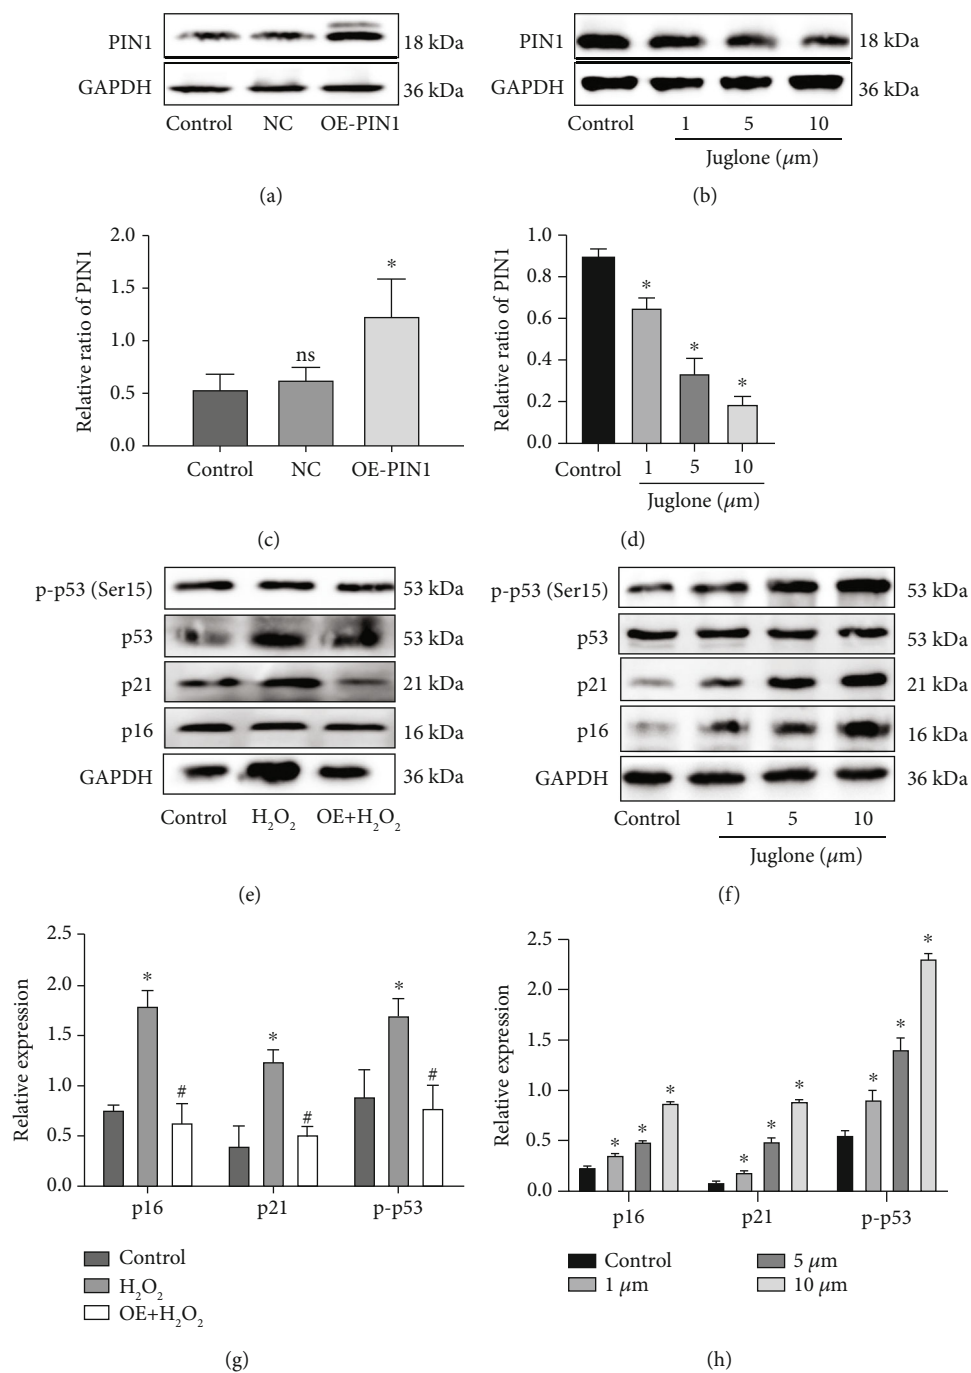 PIN1
18 kDa
GAPDH
36 kDa
Control NC OE-PIN1
(a)
PIN1
18 kDa
GAPDH
36 kDa
Control 1 5 10
Juglone (μm)
(b)
Relative ratio of PIN1
2.0
1.5
1.0
0.5
0.0
ns
*
Control NC OE-PIN1
(c)
Relative ratio of PIN1
1.0
0.8
0.6
0.4
0.2
0.0
*
*
*
Control 1 5 10
Juglone (μm)
(d)
p-p53 (Ser15) 53 kDa
p53 53 kDa
p21 21 kDa
p16 16 kDa
GAPDH 36 kDa
Control H₂O₂ OE+H₂O₂
(e)
p-p53 (Ser15) 53 kDa
p53 53 kDa
p21 21 kDa
p16 16 kDa
GAPDH 36 kDa
Control 1 5 10
Juglone (μm)
(f)
Relative expression
2.5
2.0
1.5
1.0
0.5
0.0
* # * # * #
p16 p21 p-p53
Control
H₂O₂
OE+H₂O₂
(g)
Relative expression
2.5
2.0
1.5
1.0
0.5
0.0
* * * * * * * * *
p16 p21 p-p53
Control 5 μm
1 μm 10 μm
(h)